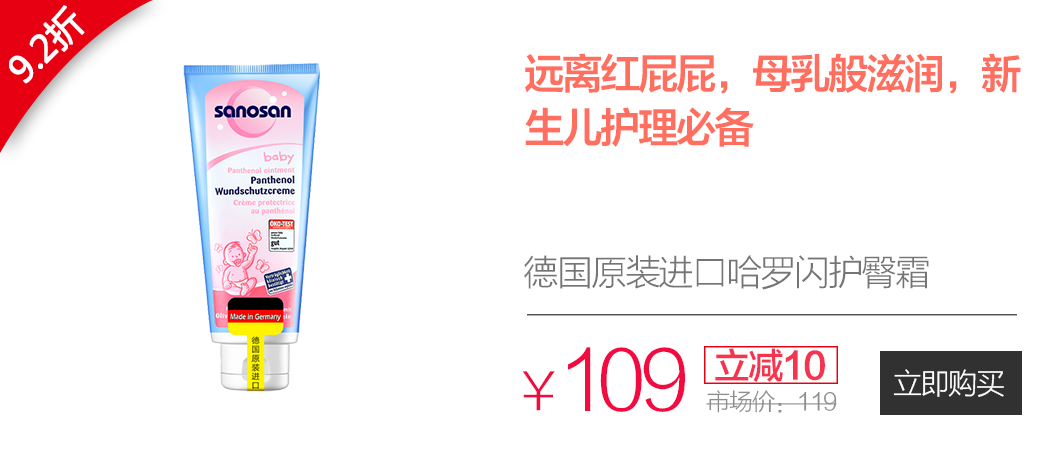 9.2折
远离红屁屁，母乳般滋润，新
生儿护理必备
sanosan
baby
Panthenol ointment
Panthenol
Wundschutzcreme
Crème protectrice
au panthénol
ÖKO-TEST
gut
Made in Germany
德国原装进口
德国原装进口哈罗闪护臀霜
¥109
立减10
市场价：119
立即购买